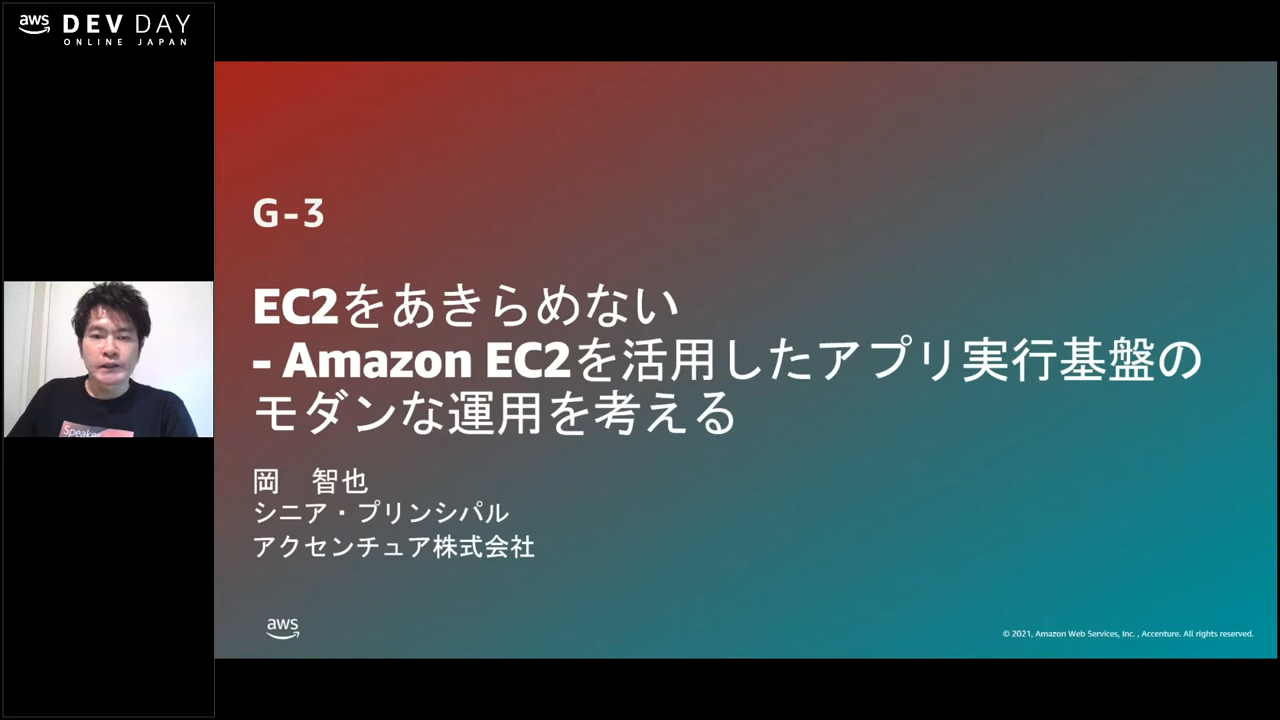 aws DEV DAY
ONLINE JAPAN
G-3
EC2をあきらめない
- Amazon EC2を活用したアプリ実行基盤の
モダンな運用を考える
岡　智也
シニア・プリンシパル
アクセンチュア株式会社
Speaker
aws
© 2021, Amazon Web Services, Inc. , Accenture. All rights reserved.